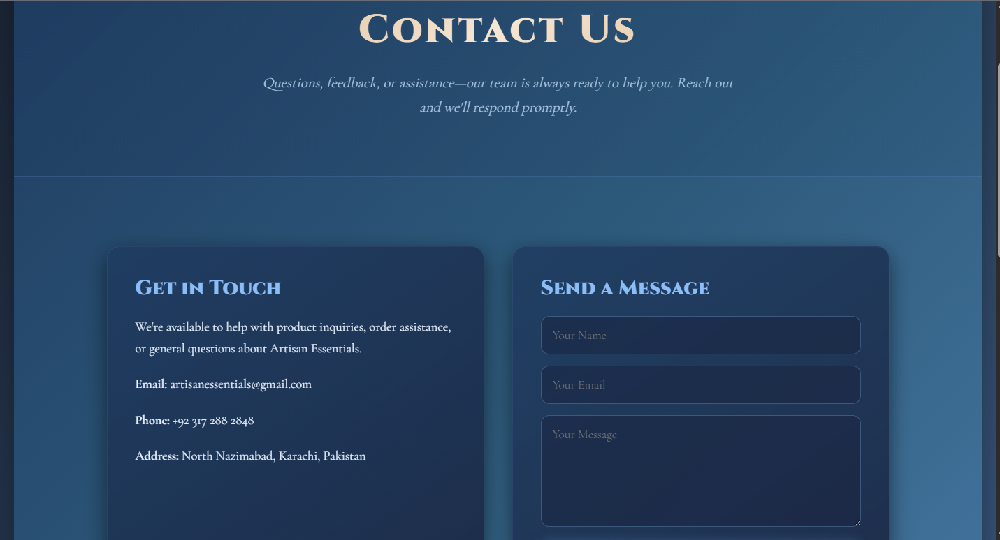 Contact Us
Questions, feedback, or assistance—our team is always ready to help you. Reach out
and we'll respond promptly.
Get in Touch
We're available to help with product inquiries, order assistance,
or general questions about Artisan Essentials.
Email: artisanessentials@gmail.com
Phone: +92 317 288 2848
Address: North Nazimabad, Karachi, Pakistan
Send a Message
Your Name
Your Email
Your Message